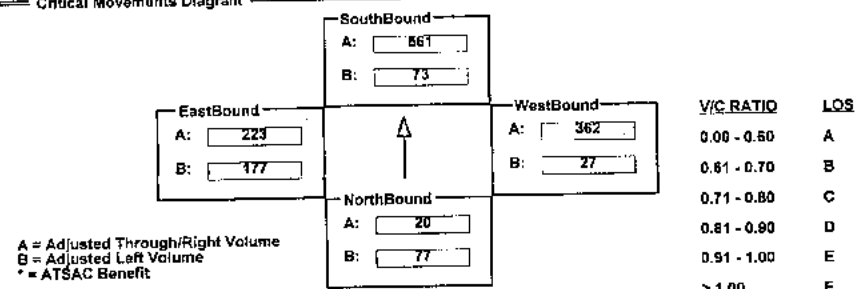 Critical Movements Diagram
SouthBound
A: 661
B: 73
EastBound
A: 223
B: 177
WestBound
A: 362
B: 27
NorthBound
A: 20
B: 77
A = Adjusted Through/Right Volume
B = Adjusted Left Volume
* = ATSAC Benefit
V/C RATIO LOS
0.00 - 0.60 A
0.61 - 0.70 B
0.71 - 0.80 C
0.81 - 0.90 D
0.91 - 1.00 E
> 1.00 F